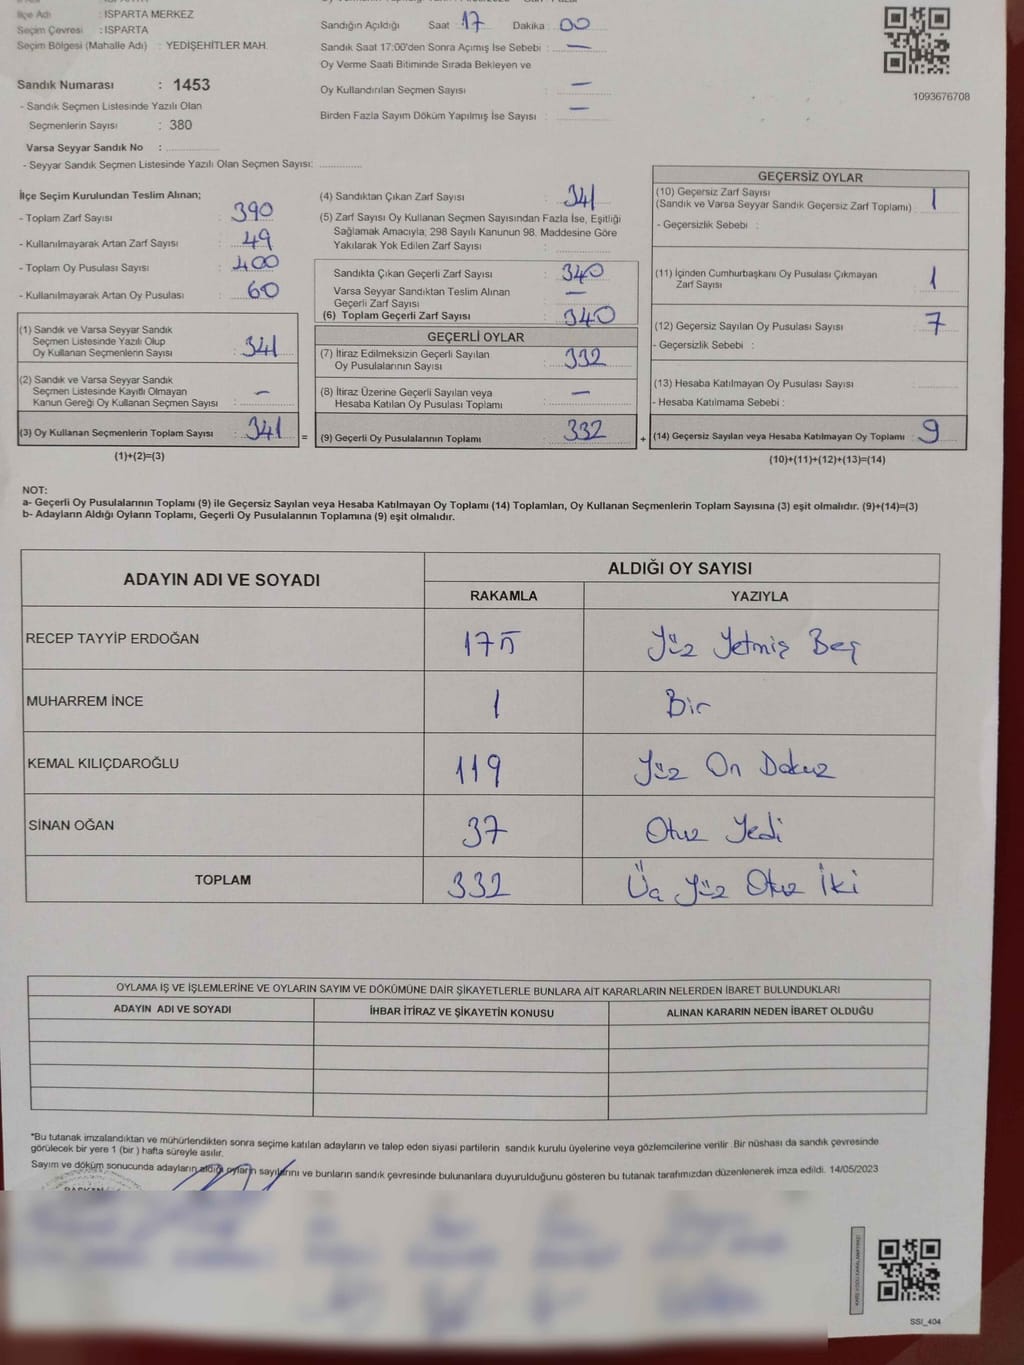 İlçe Adı : ISPARTA MERKEZ
Seçim Çevresi : ISPARTA
Seçim Bölgesi (Mahalle Adı) : YEDİŞEHİTLER MAH.
Sandık Numarası : 1453
- Sandık Seçmen Listesinde Yazılı Olan
Seçmenlerin Sayısı : 380
Varsa Seyyar Sandık No :
- Seyyar Sandık Seçmen Listesinde Yazılı Olan Seçmen Sayısı:
Sandığın Açıldığı Saat 17 Dakika : 00
Sandık Saat 17:00'den Sonra Açımış İse Sebebi : —
Oy Verme Saati Bitiminde Sırada Bekleyen ve
Oy Kullandırılan Seçmen Sayısı : —
Birden Fazla Sayım Döküm Yapılmış İse Sayısı : —
1093676708
İlçe Seçim Kurulundan Teslim Alınan;
- Toplam Zarf Sayısı : 390
- Kullanılmayarak Artan Zarf Sayısı : 49
- Toplam Oy Pusulası Sayısı : 400
- Kullanılmayarak Artan Oy Pusulası : 60
(1) Sandık ve Varsa Seyyar Sandık
Seçmen Listesinde Yazılı Olup
Oy Kullanan Seçmenlerin Sayısı : 341
(2) Sandık ve Varsa Seyyar Sandık
Seçmen Listesinde Kayıtlı Olmayan
Kanun Gereği Oy Kullanan Seçmen Sayısı : —
(3) Oy Kullanan Seçmenlerin Toplam Sayısı : 341 =
(1)+(2)=(3)
(4) Sandıktan Çıkan Zarf Sayısı : 341
(5) Zarf Sayısı Oy Kullanan Seçmen Sayısından Fazla İse, Eşitliği
Sağlamak Amacıyla; 298 Sayılı Kanunun 98. Maddesine Göre
Yakılarak Yok Edilen Zarf Sayısı :
Sandıkta Çıkan Geçerli Zarf Sayısı : 340
Varsa Seyyar Sandıktan Teslim Alınan
Geçerli Zarf Sayısı : —
(6) Toplam Geçerli Zarf Sayısı : 340
GEÇERLİ OYLAR
(7) İtiraz Edilmeksizin Geçerli Sayılan
Oy Pusulalarının Sayısı : 332
(8) İtiraz Üzerine Geçerli Sayılan veya
Hesaba Katılan Oy Pusulası Toplamı : —
(9) Geçerli Oy Pusulalarının Toplamı : 332 +
GEÇERSİZ OYLAR
(10) Geçersiz Zarf Sayısı
(Sandık ve Varsa Seyyar Sandık Geçersiz Zarf Toplamı) : 1
- Geçersizlik Sebebi :
(11) İçinden Cumhurbaşkanı Oy Pusulası Çıkmayan
Zarf Sayısı : 1
(12) Geçersiz Sayılan Oy Pusulası Sayısı : 7
- Geçersizlik Sebebi :
(13) Hesaba Katılmayan Oy Pusulası Sayısı :
- Hesaba Katılmama Sebebi :
(14) Geçersiz Sayılan veya Hesaba Katılmayan Oy Toplamı : 9
(10)+(11)+(12)+(13)=(14)
NOT:
a- Geçerli Oy Pusulalarının Toplamı (9) ile Geçersiz Sayılan veya Hesaba Katılmayan Oy Toplamı (14) Toplamları, Oy Kullanan Seçmenlerin Toplam Sayısına (3) eşit olmalıdır. (9)+(14)=(3)
b- Adayların Aldığı Oyların Toplamı, Geçerli Oy Pusulalarının Toplamına (9) eşit olmalıdır.
ADAYIN ADI VE SOYADI ALDIĞI OY SAYISI
RAKAMLA YAZIYLA
RECEP TAYYİP ERDOĞAN 175 Yüz Yetmiş Beş
MUHARREM İNCE 1 Bir
KEMAL KILIÇDAROĞLU 119 Yüz On Dokuz
SİNAN OĞAN 37 Otuz Yedi
TOPLAM 332 Üç Yüz Otuz İki
OYLAMA İŞ VE İŞLEMLERİNE VE OYLARIN SAYIM VE DÖKÜMÜNE DAİR ŞİKAYETLERLE BUNLARA AİT KARARLARIN NELERDEN İBARET BULUNDUKLARI
ADAYIN ADI VE SOYADI İHBAR İTİRAZ VE ŞİKAYETİN KONUSU ALINAN KARARIN NEDEN İBARET OLDUĞU
*Bu tutanak imzalandıktan ve mühürlendikten sonra seçime katılan adayların ve talep eden siyasi partilerin sandık kurulu üyelerine veya gözlemcilerine verilir. Bir nüshası da sandık çevresinde
görülecek bir yere 1 (bir ) hafta süreyle asılır.
Sayım ve döküm sonucunda adayların aldığı oyların sayılarını ve bunların sandık çevresinde bulunanlara duyurulduğunu gösteren bu tutanak tarafımızdan düzenlenerek imza edildi. 14/05/2023
BAŞKAN
SSI_404